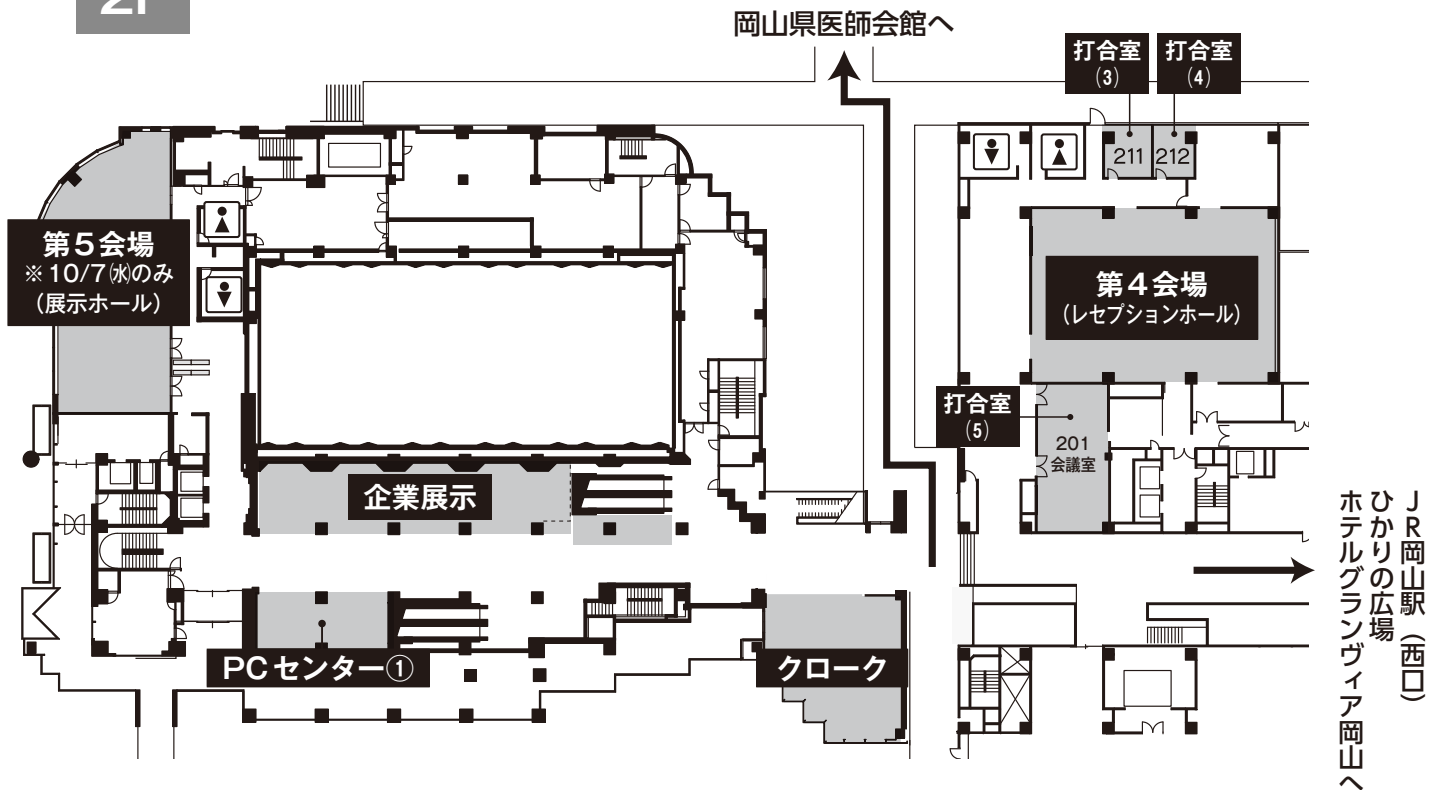 2F
岡山県医師会館へ
打合室
(3)
打合室
(4)
211
212
第5会場
※10/7㈬のみ
(展示ホール)
第4会場
(レセプションホール)
打合室
(5)
201
会議室
企業展示
PCセンター①
クローク
JR岡山駅（西口）
ひかりの広場
ホテルグランヴィア岡山へ